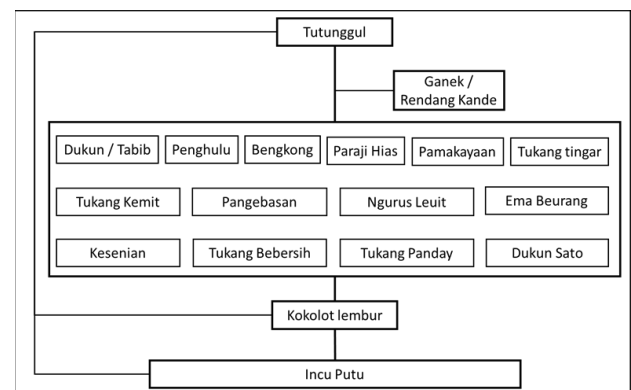 Tutunggul
Ganek /
Rendang Kande
Dukun / Tabib
Penghulu
Bengkong
Paraji Hias
Pamakayaan
Tukang tingar
Tukang Kemit
Pangebasan
Ngurus Leuit
Ema Beurang
Kesenian
Tukang Bebersih
Tukang Panday
Dukun Sato
Kokolot lembur
Incu Putu